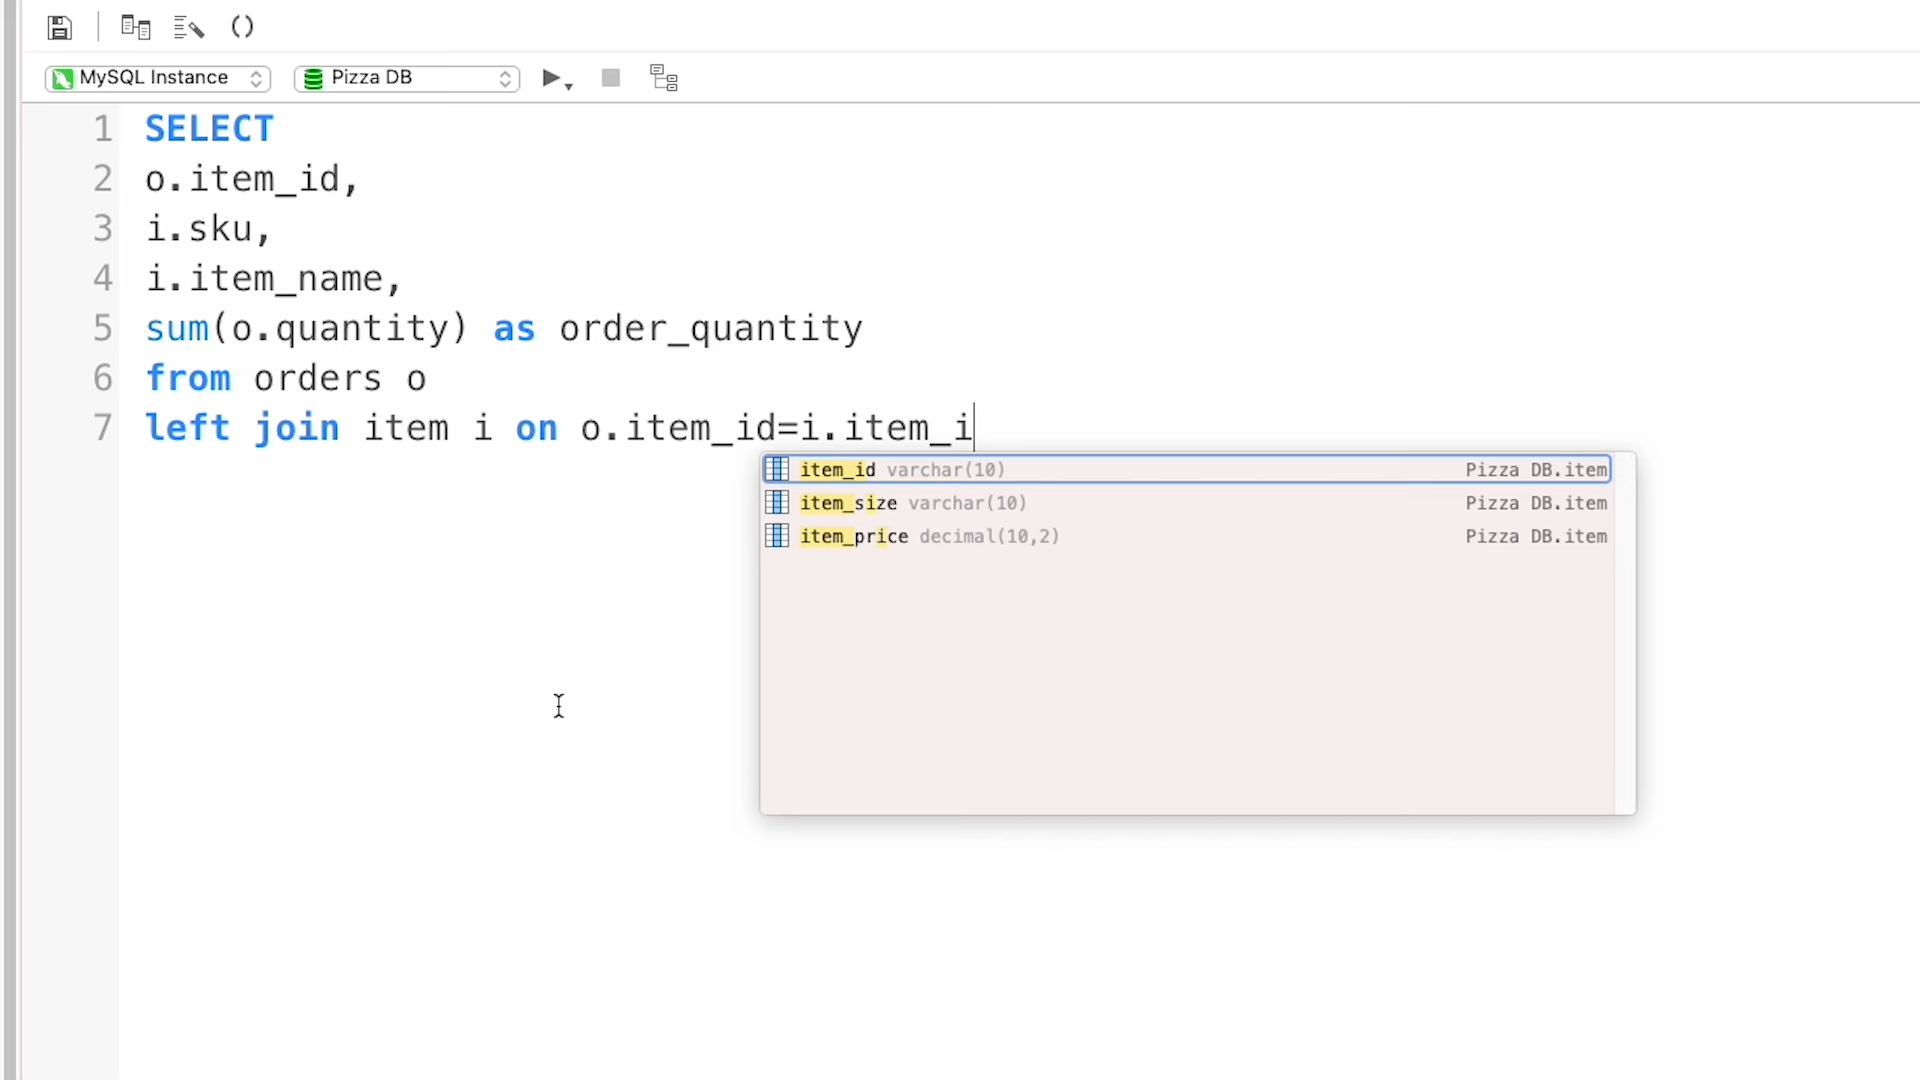 MySQL Instance Pizza DB
1 SELECT
2 o.item_id,
3 i.sku,
4 i.item_name,
5 sum(o.quantity) as order_quantity
6 from orders o
7 left join item i on o.item_id=i.item_i
item_id varchar(10) Pizza DB.item
item_size varchar(10) Pizza DB.item
item_price decimal(10,2) Pizza DB.item